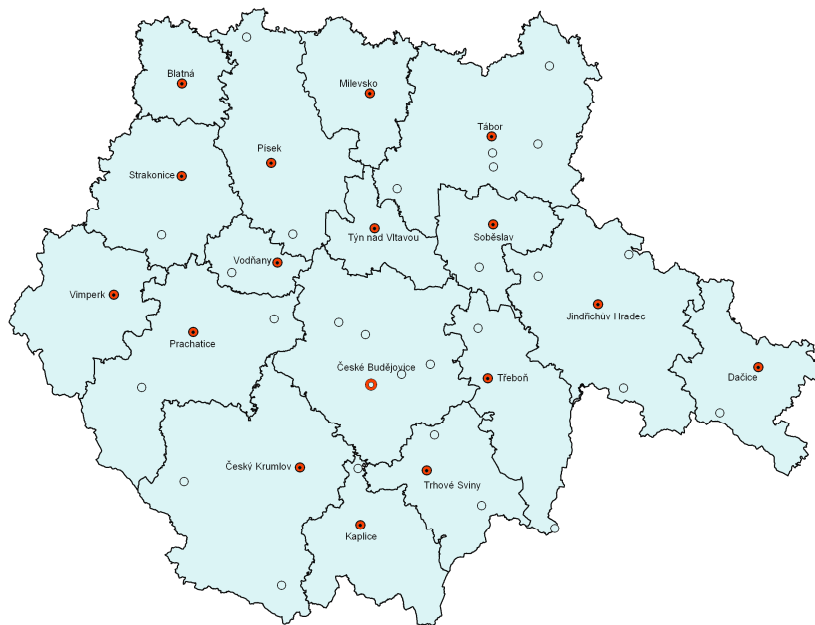 Blatná
Milevsko
Tábor
Písek
Strakonice
Týn nad Vltavou
Soběslav
Vodňany
Vimperk
Jindřichův Hradec
Prachatice
České Budějovice
Třeboň
Dačice
Český Krumlov
Trhové Sviny
Kaplice